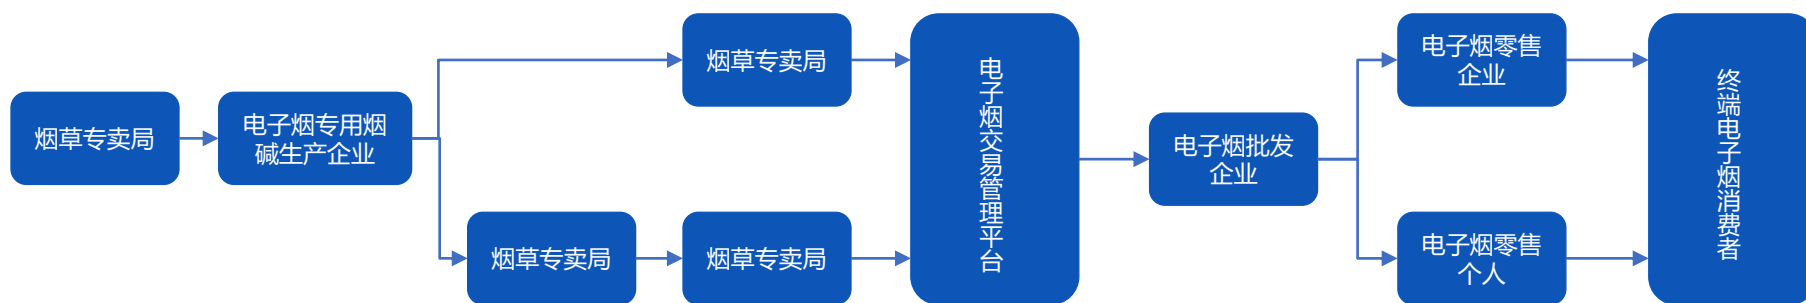 烟草专卖局
电子烟专用烟
碱生产企业
烟草专卖局
烟草专卖局
烟草专卖局
电子烟交易管理平台
电子烟批发
企业
电子烟零售
企业
电子烟零售
个人
终端电子烟消费者